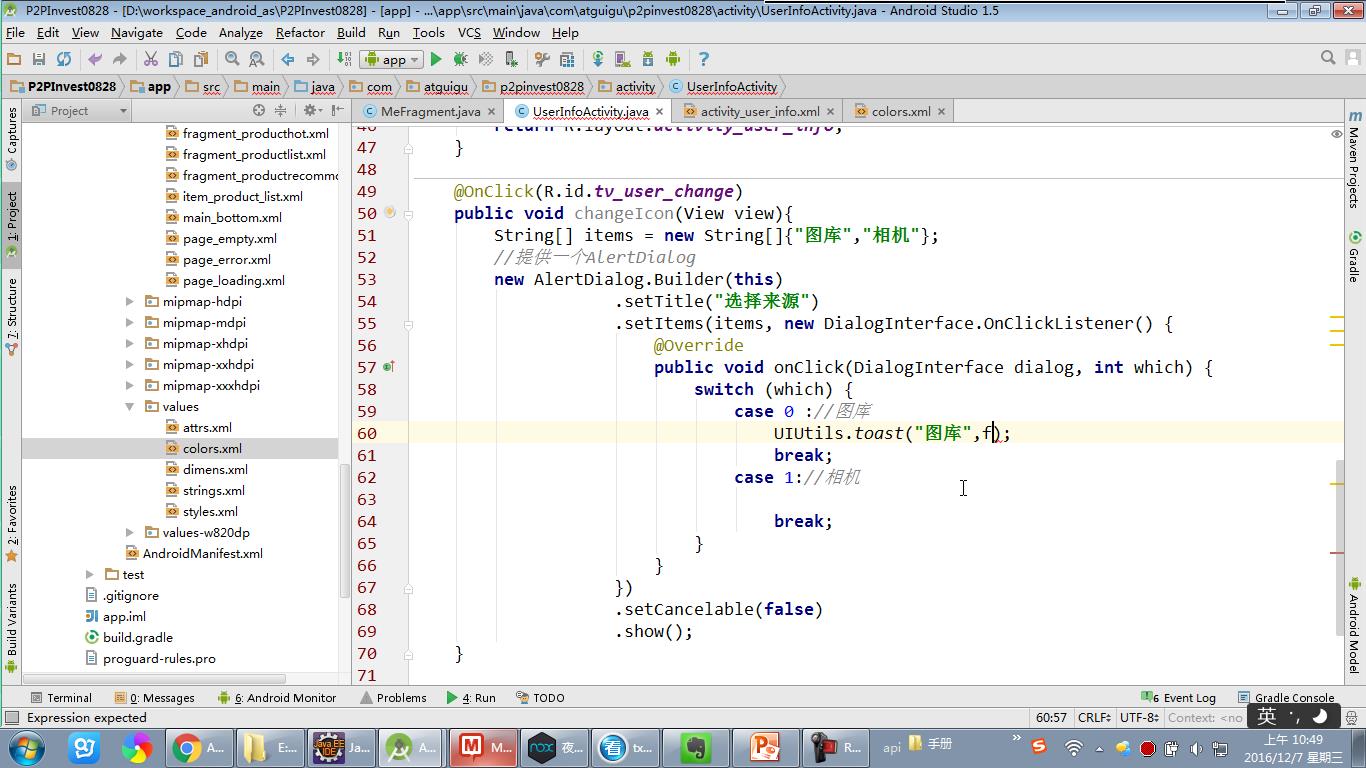 P2PInvest0828 - [D:\workspace_android_as\P2PInvest0828] - [app] - ...\app\src\main\java\com\atguigu\p2pinvest0828\activity\UserInfoActivity.java - Android Studio 1.5
File Edit View Navigate Code Analyze Refactor Build Run Tools VCS Window Help
app
P2PInvest0828 app src main java com atguigu p2pinvest0828 activity UserInfoActivity
Project
MeFragment.java UserInfoActivity.java activity_user_info.xml colors.xml
Captures
1: Project
7: Structure
2: Favorites
Build Variants
fragment_producthot.xml
fragment_productlist.xml
fragment_productrecomm
item_product_list.xml
main_bottom.xml
page_empty.xml
page_error.xml
page_loading.xml
mipmap-hdpi
mipmap-mdpi
mipmap-xhdpi
mipmap-xxhdpi
mipmap-xxxhdpi
values
attrs.xml
colors.xml
dimens.xml
strings.xml
styles.xml
values-w820dp
AndroidManifest.xml
test
.gitignore
app.iml
build.gradle
proguard-rules.pro
46 return R.layout.activity_user_info;
47 }
48
49 @OnClick(R.id.tv_user_change)
50 public void changeIcon(View view){
51 String[] items = new String[]{"图库","相机"};
52 //提供一个AlertDialog
53 new AlertDialog.Builder(this)
54 .setTitle("选择来源")
55 .setItems(items, new DialogInterface.OnClickListener() {
56 @Override
57 public void onClick(DialogInterface dialog, int which) {
58 switch (which) {
59 case 0 ://图库
60 UIUtils.toast("图库",f);
61 break;
62 case 1://相机
63
64 break;
65 }
66 }
67 })
68 .setCancelable(false)
69 .show();
70 }
71
Maven Projects
Gradle
Android Model
Terminal 0: Messages 6: Android Monitor Problems 4: Run TODO 6 Event Log Gradle Console
Expression expected 60:57 CRLF UTF-8 Context: <no
英
A... E:... Ja... A... M... 夜... tx... R... api 手册
上午 10:49
2016/12/7 星期三